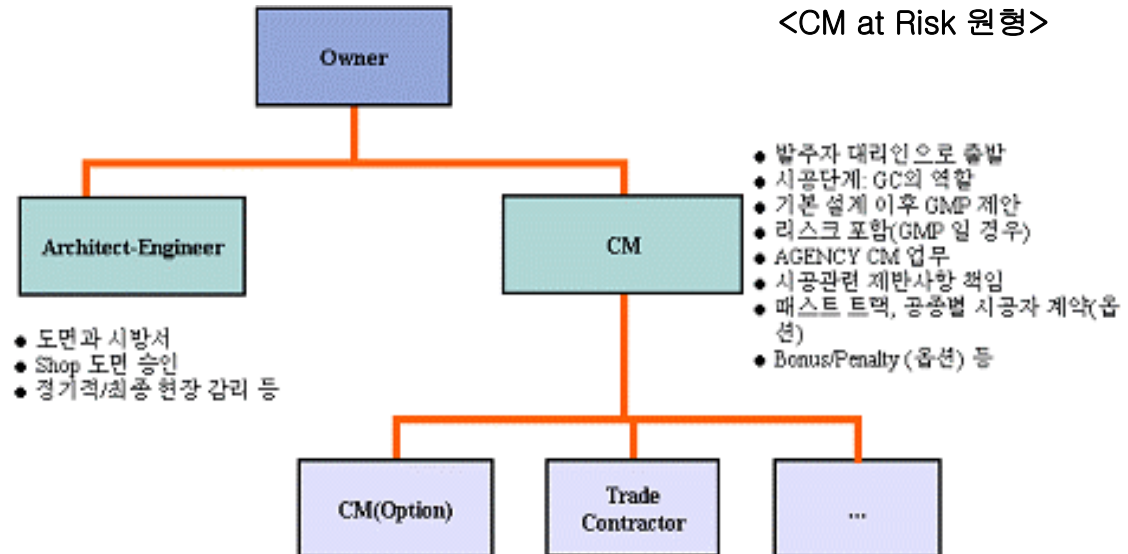 <CM at Risk 원형>
Owner
Architect-Engineer
CM
● 발주자 대리인으로 출발
● 시공단계: GC의 역할
● 기본 설계 이후 GMP 제안
● 리스크 포함(GMP 일 경우)
● AGENCY CM 업무
● 시공관련 제반사항 책임
● 패스트 트랙, 공종별 시공자 계약(옵
션)
● Bonus/Penalty (옵션) 등
● 도면과 시방서
● Shop 도면 승인
● 정기적/최종 현장 감리 등
CM(Option)
Trade
Contractor
...